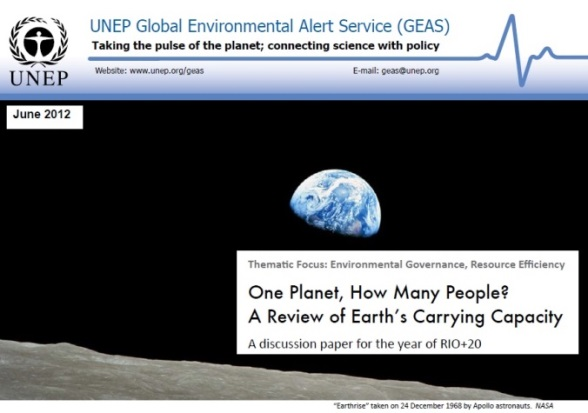 UNEP Global Environmental Alert Service (GEAS)
Taking the pulse of the planet; connecting science with policy
UNEP
Website: www.unep.org/geas
E-mail: geas@unep.org
June 2012
Thematic Focus: Environmental Governance, Resource Efficiency
One Planet, How Many People?
A Review of Earth's Carrying Capacity
A discussion paper for the year of RIO+20
"Earthrise" taken on 24 December 1968 by Apollo astronauts. NASA